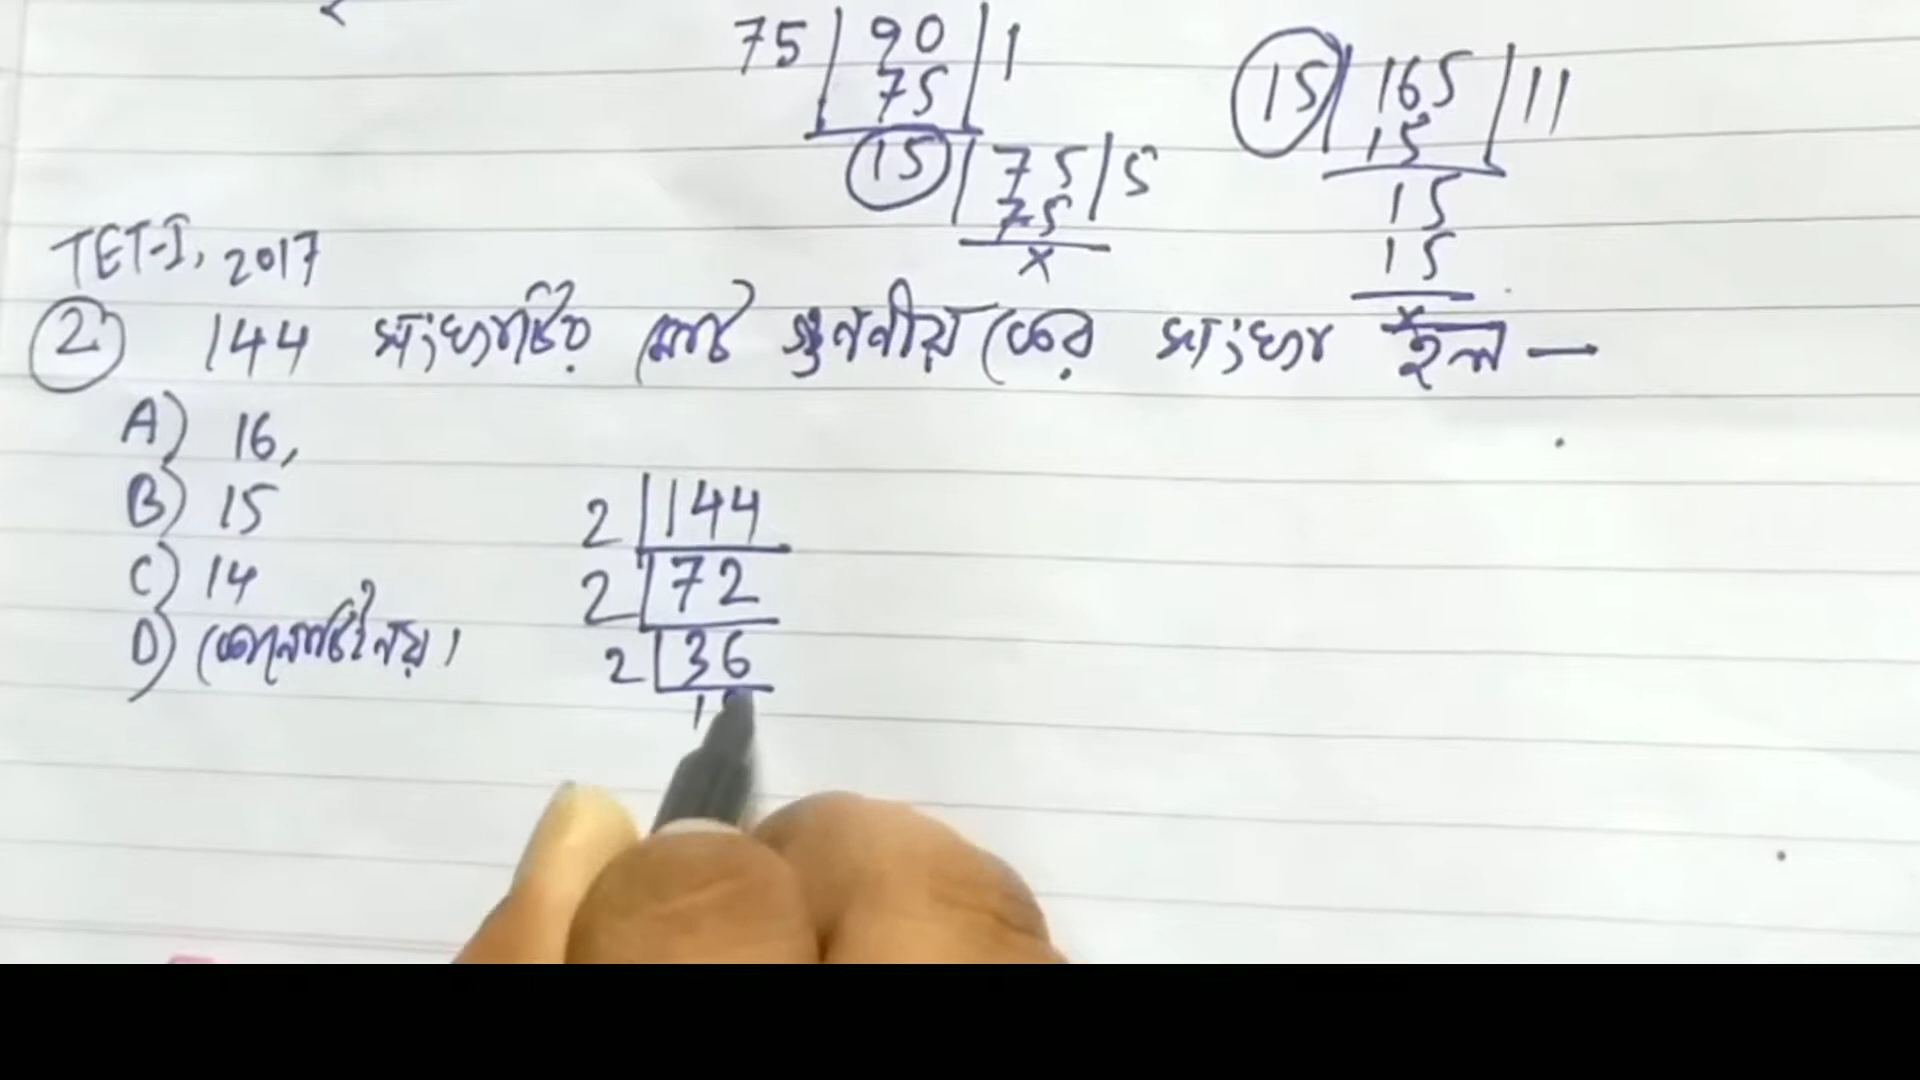 75 | 90 | 1
75
15 | 75 | 5
75
×
15 | 165 | 11
15
15
15
×
TET-I, 2017
2 144 সংখ্যাটির মোট গুণনীয়কের সংখ্যা হল —
A) 16,
B) 15
C) 14
D) কোনোটাই নয়।
2 | 144
2 | 72
2 | 36
1